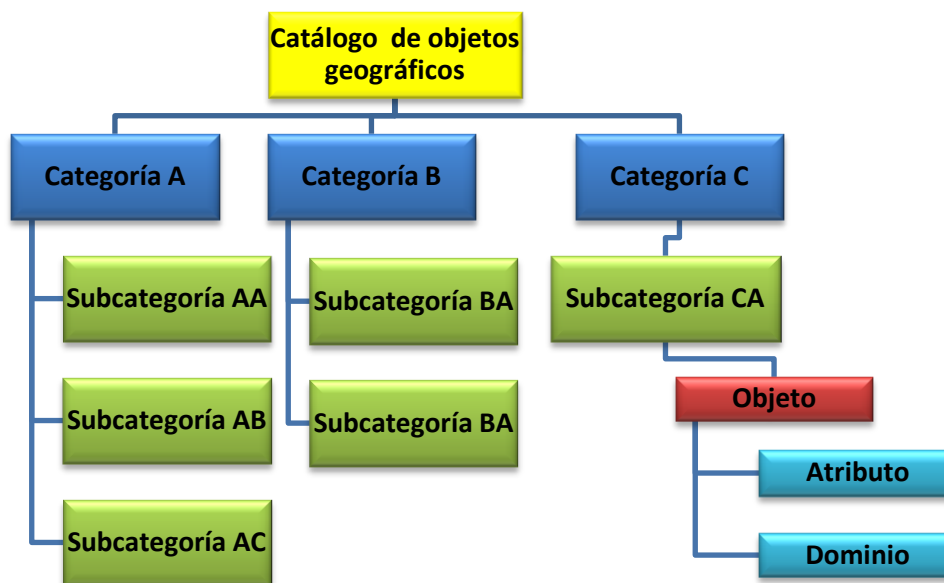 Catálogo de objetos
geográficos
Categoría A
Categoría B
Categoría C
Subcategoría AA
Subcategoría BA
Subcategoría CA
Subcategoría AB
Subcategoría BA
Objeto
Atributo
Subcategoría AC
Dominio